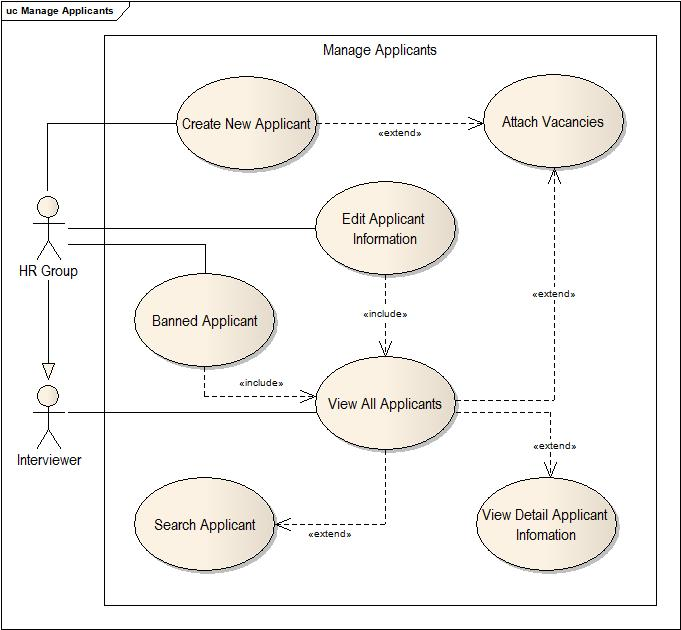 uc Manage Applicants
Manage Applicants
Create New Applicant
«extend»
Attach Vacancies
Edit Applicant
Information
HR Group
«extend»
«include»
Banned Applicant
«include»
View All Applicants
Interviewer
«extend»
Search Applicant
«extend»
View Detail Applicant
Infomation